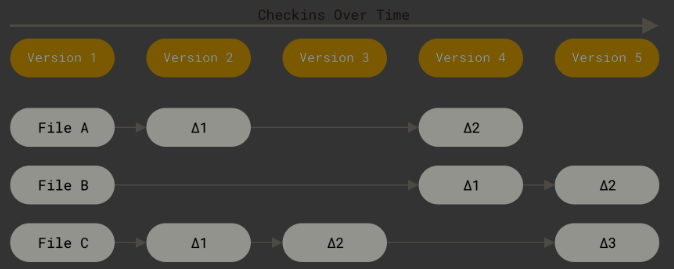 Checkins Over Time
Version 1 Version 2 Version 3 Version 4 Version 5
File A Δ1 Δ2
File B Δ1 Δ2
File C Δ1 Δ2 Δ3